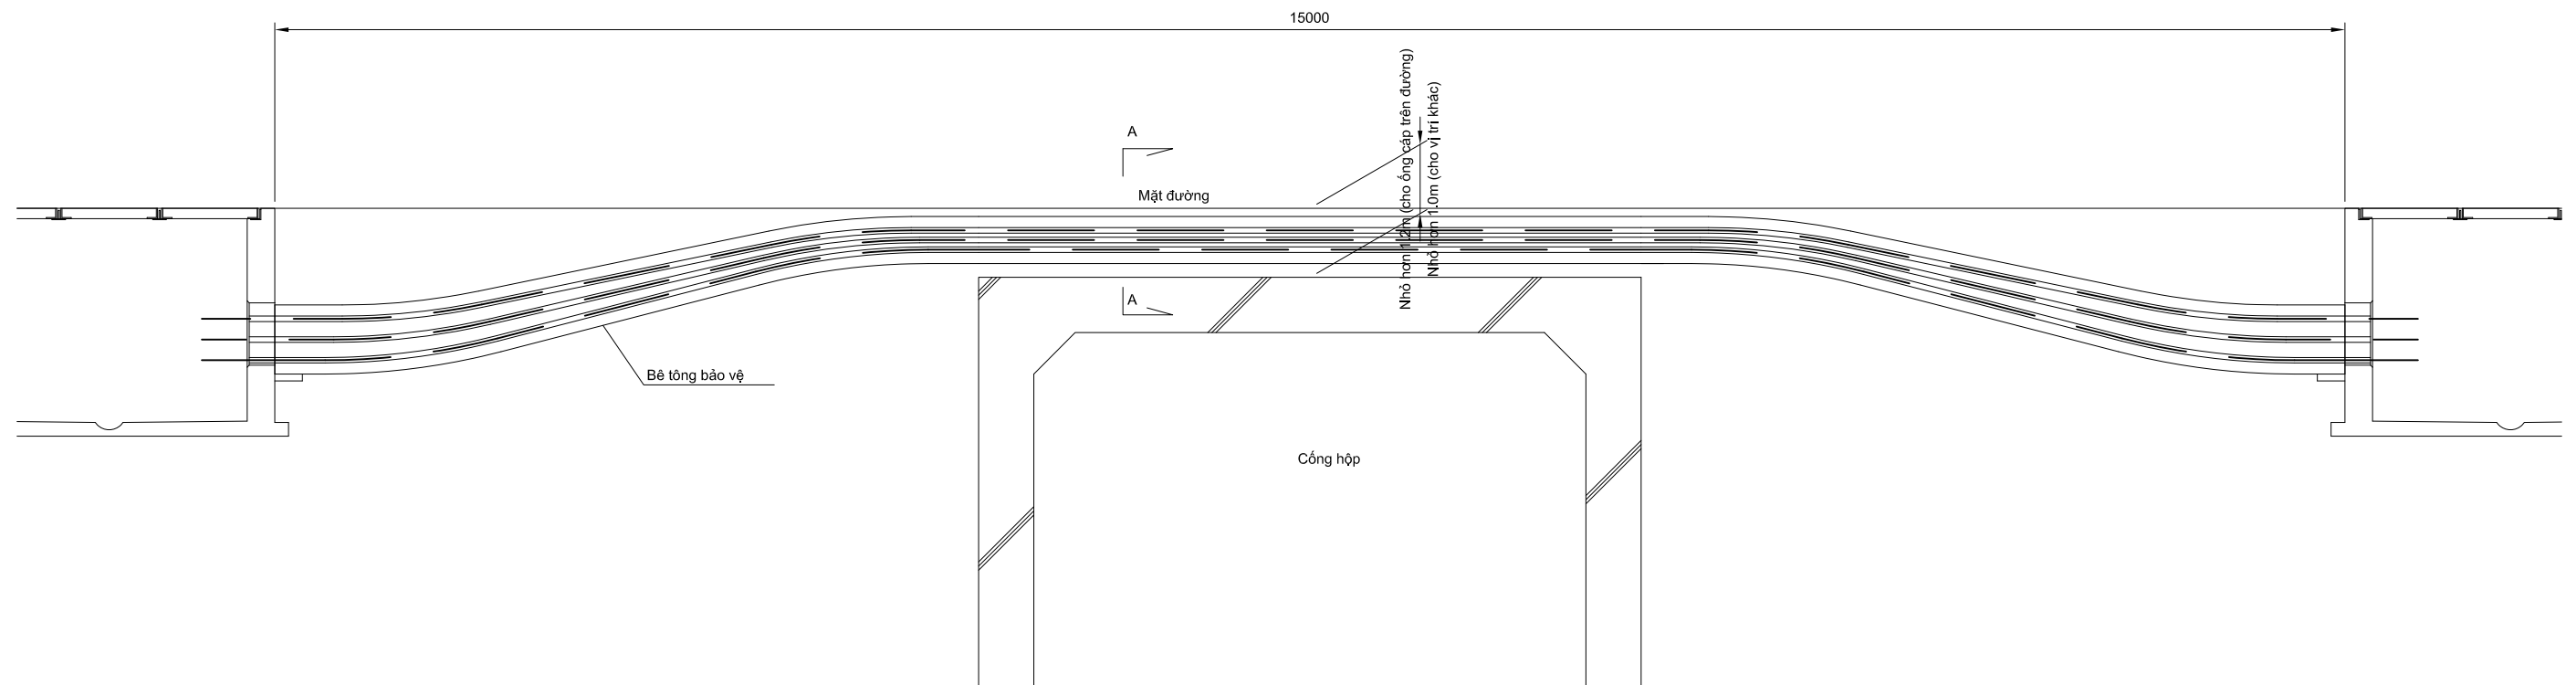 15000
Nhỏ hơn 1.2m (cho ống cáp trên đường)
Nhỏ hơn 1.0m (cho vị trí khác)
A
Mặt đường
A
Bê tông bảo vệ
Cống hộp